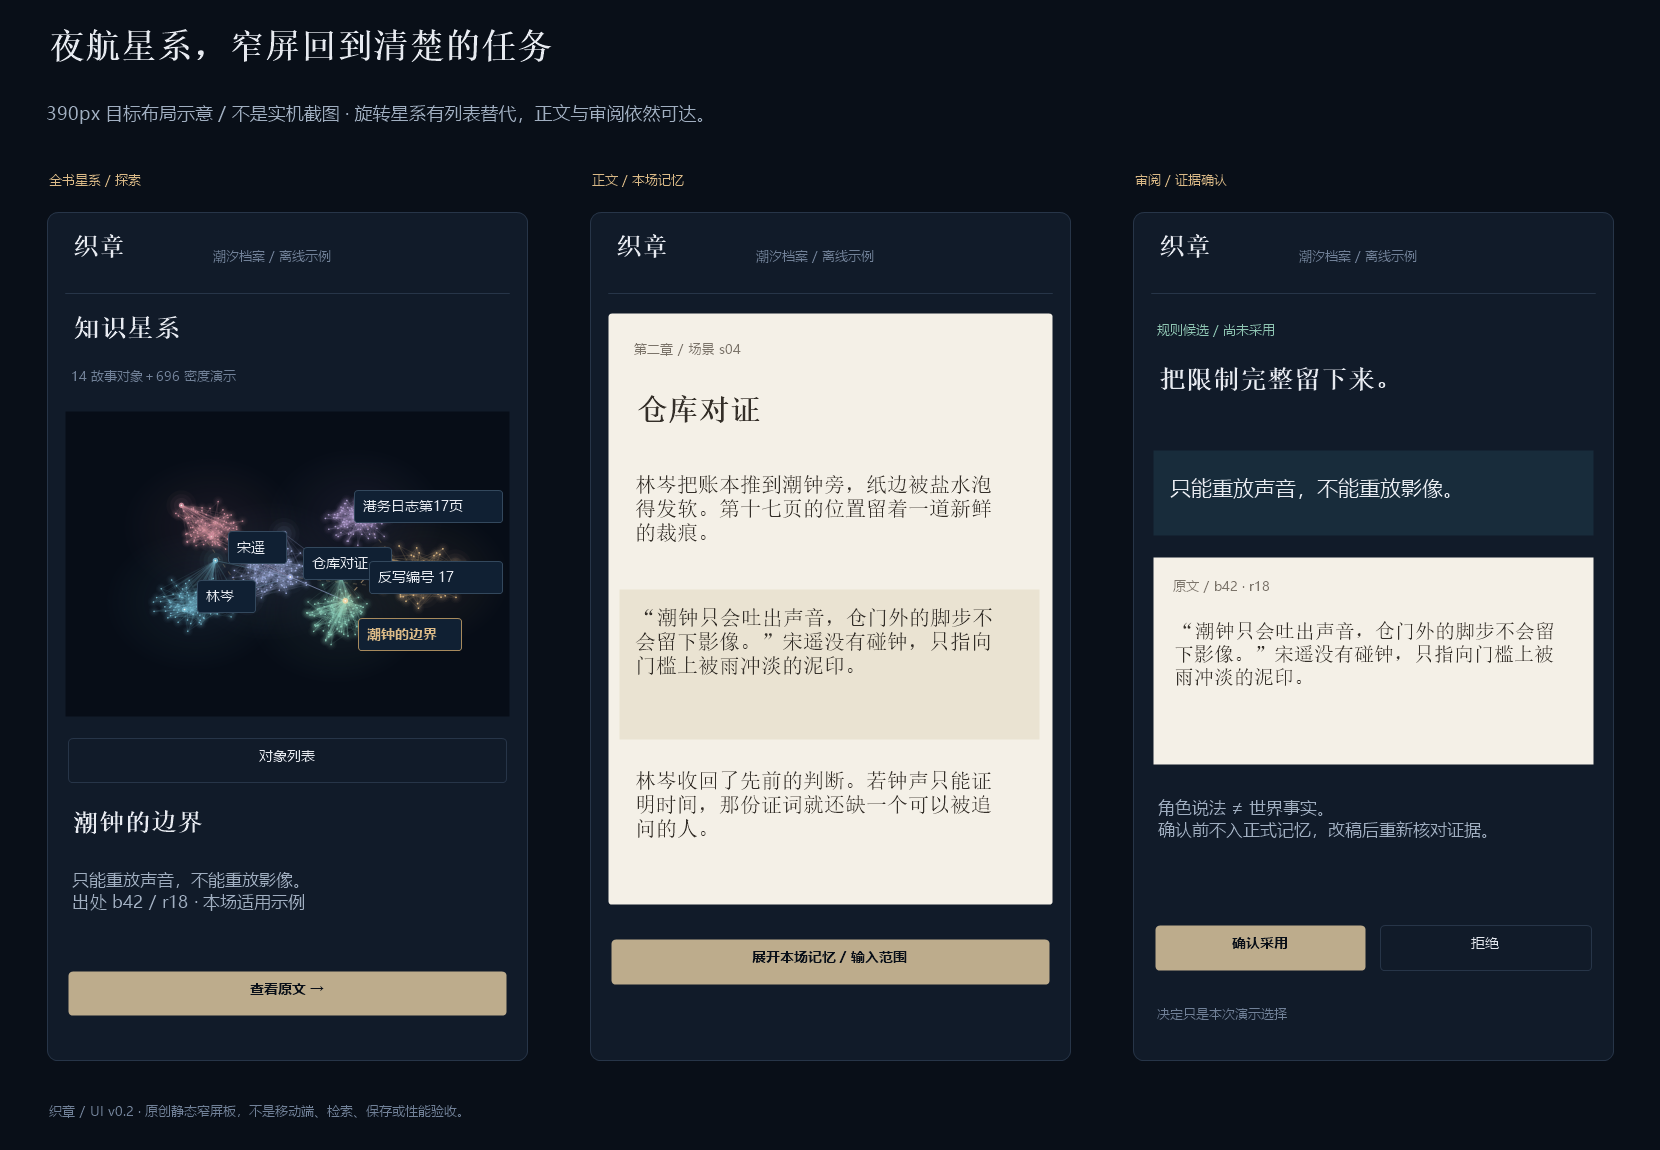 夜航星系，窄屏回到清楚的任务
390px 目标布局示意 / 不是实机截图 · 旋转星系有列表替代，正文与审阅依然可达。
全书星系 / 探索
织章
潮汐档案 / 离线示例
知识星系
14 故事对象 + 696 密度演示
港务日志第17页
宋遥
仓库对证
反写编号 17
林岑
潮钟的边界
对象列表
潮钟的边界
只能重放声音，不能重放影像。
出处 b42 / r18 · 本场适用示例
查看原文 →
正文 / 本场记忆
织章
潮汐档案 / 离线示例
第二章 / 场景 s04
仓库对证
林岑把账本推到潮钟旁，纸边被盐水泡
得发软。第十七页的位置留着一道新鲜
的裁痕。
“潮钟只会吐出声音，仓门外的脚步不
会留下影像。”宋遥没有碰钟，只指向
门槛上被雨冲淡的泥印。
林岑收回了先前的判断。若钟声只能证
明时间，那份证词就还缺一个可以被追
问的人。
展开本场记忆 / 输入范围
审阅 / 证据确认
织章
潮汐档案 / 离线示例
规则候选 / 尚未采用
把限制完整留下来。
只能重放声音，不能重放影像。
原文 / b42 · r18
“潮钟只会吐出声音，仓门外的脚步不会留
下影像。”宋遥没有碰钟，只指向门槛上被
雨冲淡的泥印。
角色说法 ≠ 世界事实。
确认前不入正式记忆，改稿后重新核对证据。
确认采用
拒绝
决定只是本次演示选择
织章 / UI v0.2 · 原创静态窄屏板，不是移动端、检索、保存或性能验收。